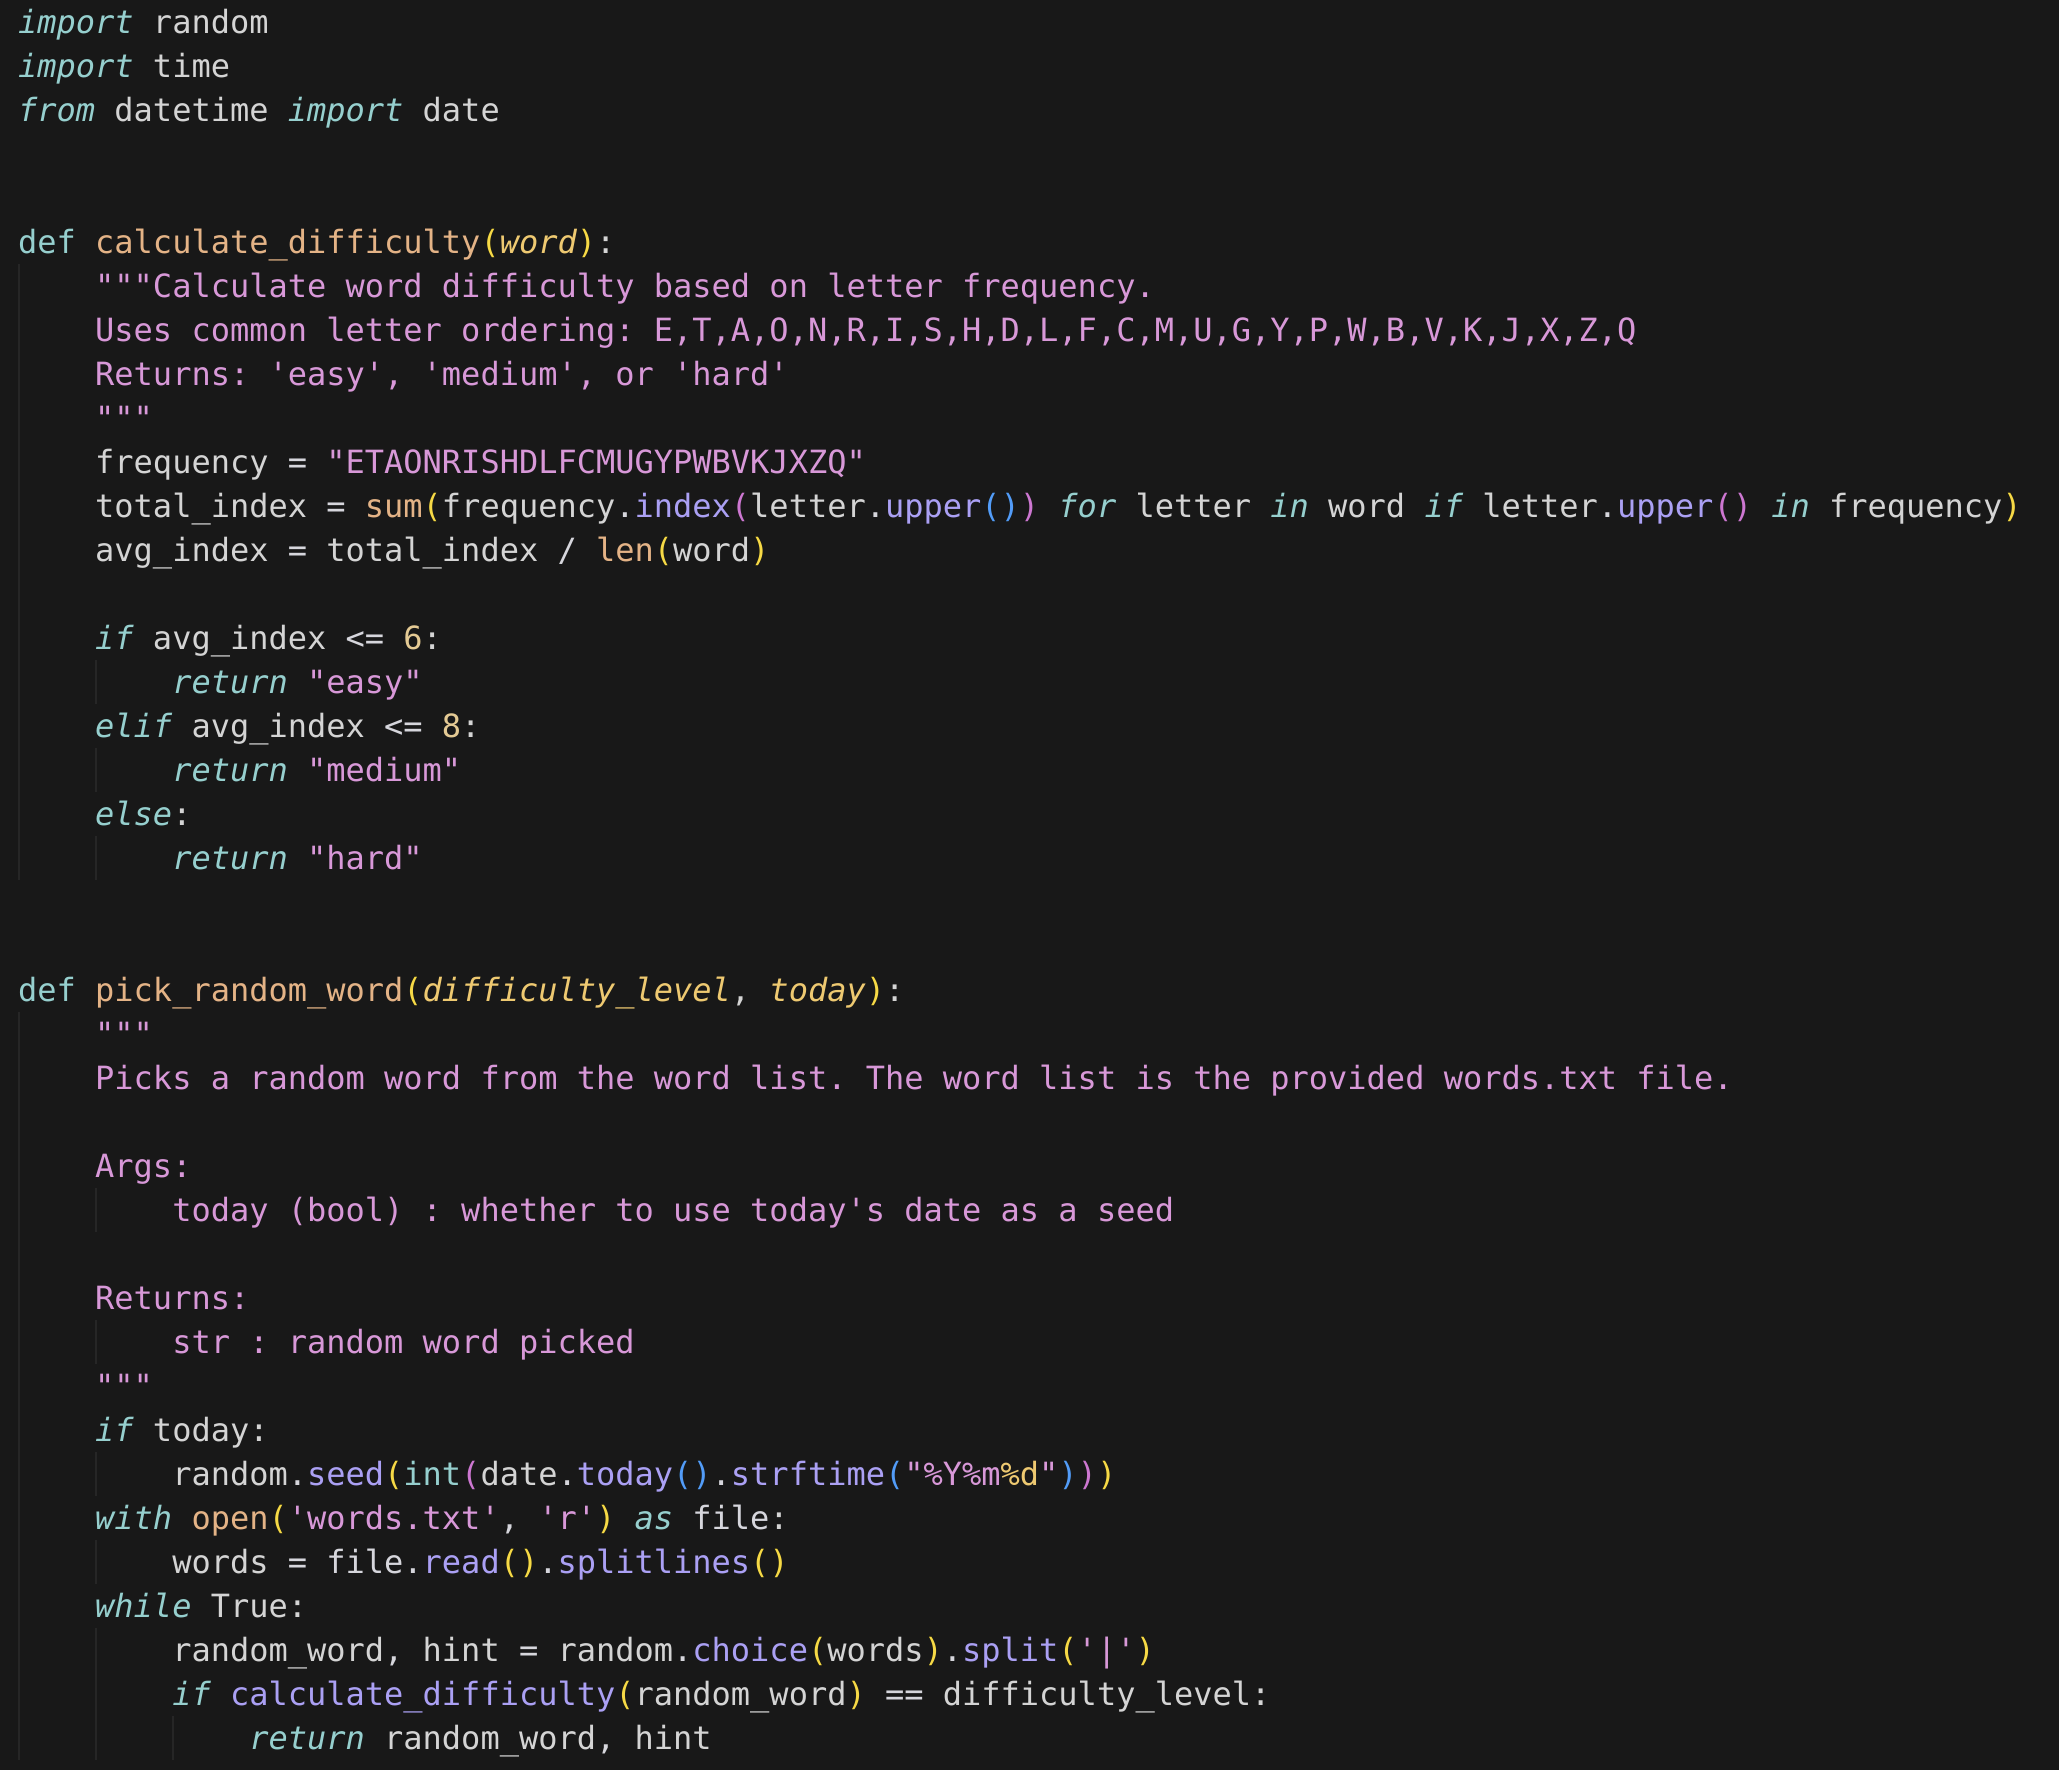 import random
import time
from datetime import date
def calculate_difficulty(word):
    """Calculate word difficulty based on letter frequency.
    Uses common letter ordering: E,T,A,O,N,R,I,S,H,D,L,F,C,M,U,G,Y,P,W,B,V,K,J,X,Z,Q
    Returns: 'easy', 'medium', or 'hard'
    """
    frequency = "ETAONRISHDLFCMUGYPWBVKJXZQ"
    total_index = sum(frequency.index(letter.upper()) for letter in word if letter.upper() in frequency)
    avg_index = total_index / len(word)
    if avg_index <= 6:
        return "easy"
    elif avg_index <= 8:
        return "medium"
    else:
        return "hard"
def pick_random_word(difficulty_level, today):
    """
    Picks a random word from the word list. The word list is the provided words.txt file.
    Args:
        today (bool) : whether to use today's date as a seed
    Returns:
        str : random word picked
    """
    if today:
        random.seed(int(date.today().strftime("%Y%m%d")))
    with open('words.txt', 'r') as file:
        words = file.read().splitlines()
    while True:
        random_word, hint = random.choice(words).split('|')
        if calculate_difficulty(random_word) == difficulty_level:
            return random_word, hint